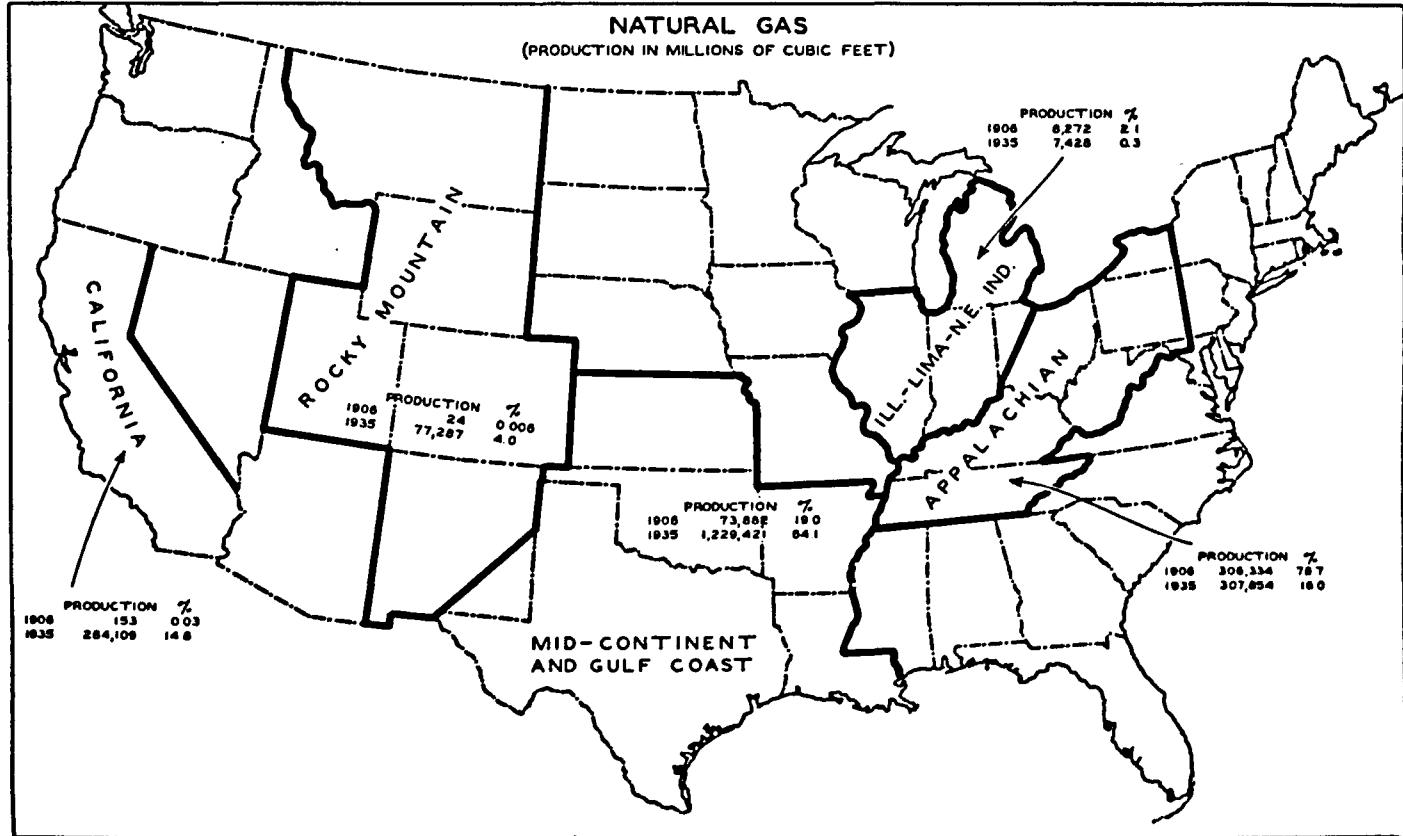 NATURAL GAS
(PRODUCTION IN MILLIONS OF CUBIC FEET)
PRODUCTION %
1906 8,272 2.1
1935 7,428 0.3
CALIFORNIA
ROCKY MOUNTAIN
PRODUCTION %
1906 24 0.006
1935 77,287 4.0
ILL.-LIMA-N.E. IND.
APPALACHIAN
PRODUCTION %
1906 73,882 19.0
1935 1,229,421 64.1
PRODUCTION %
1906 306,334 78.7
1935 307,854 16.0
PRODUCTION %
1906 153 0.03
1935 284,109 14.8
MID-CONTINENT
AND GULF COAST